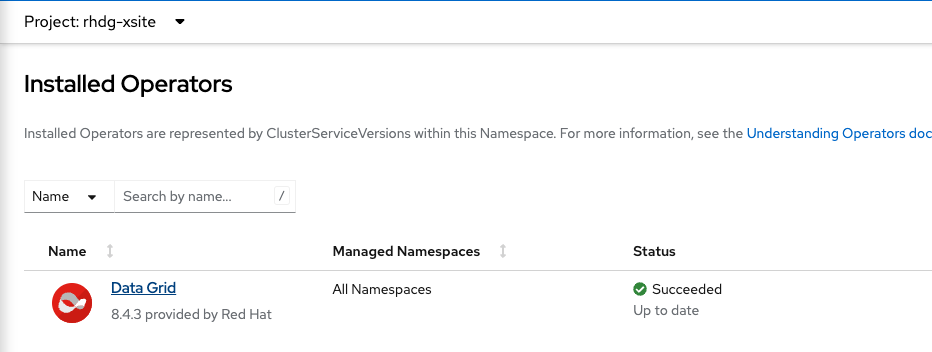 Project: rhdg-xsite
Installed Operators
Installed Operators are represented by ClusterServiceVersions within this Namespace. For more information, see the Understanding Operators doc
Name Search by name... /
Name Managed Namespaces Status
Data Grid All Namespaces Succeeded
8.4.3 provided by Red Hat Up to date